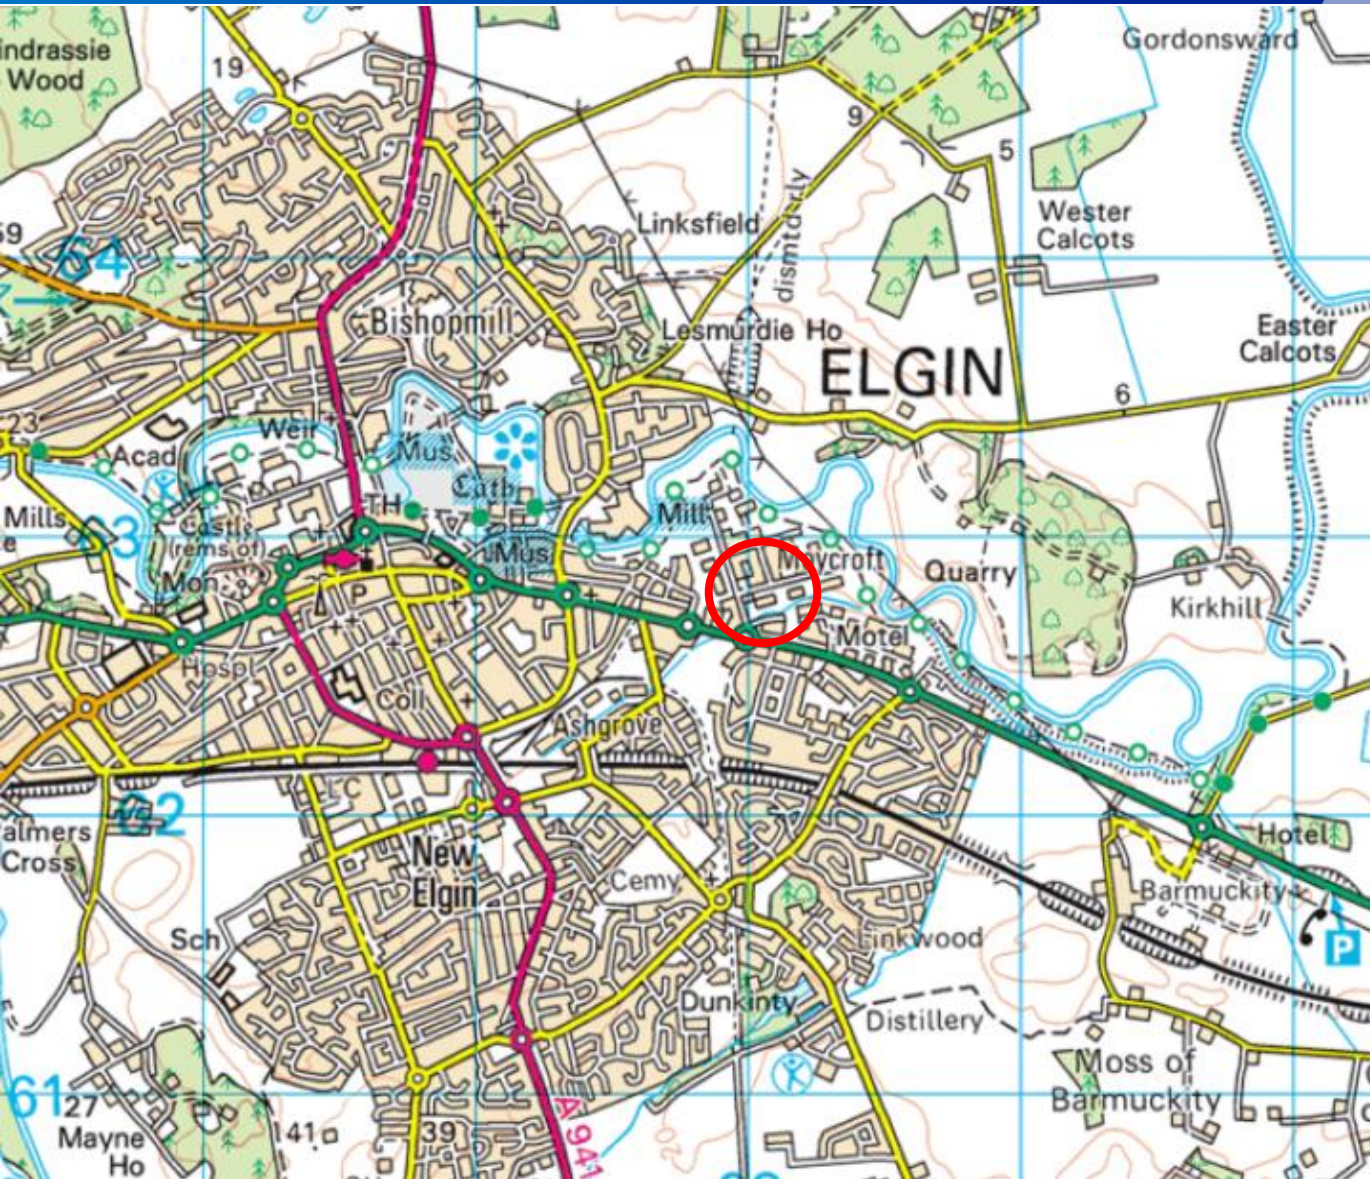 indrassie
Wood
19
Gordonsward
9
5
Wester
Calcots
Linksfield
dismtd rly
59
64
Bishopmill
Lesmurdie Ho
ELGIN
Easter
Calcots
6
23
Weir
Acad
Mus
Cath
TH
Mills
e
63
Castle
(rems of)
Mus
Mill
Maycroft
Quarry
Kirkhill
Mon
P
Motel
Hospl
Coll
Ashgrove
LC
62
almers
Cross
New
Elgin
Cemy
Hotel
Barmuckity
Sch
Linkwood
P
Dunkinty
Distillery
Moss of
Barmuckity
61
27
Mayne
Ho
41
39
A 941
20